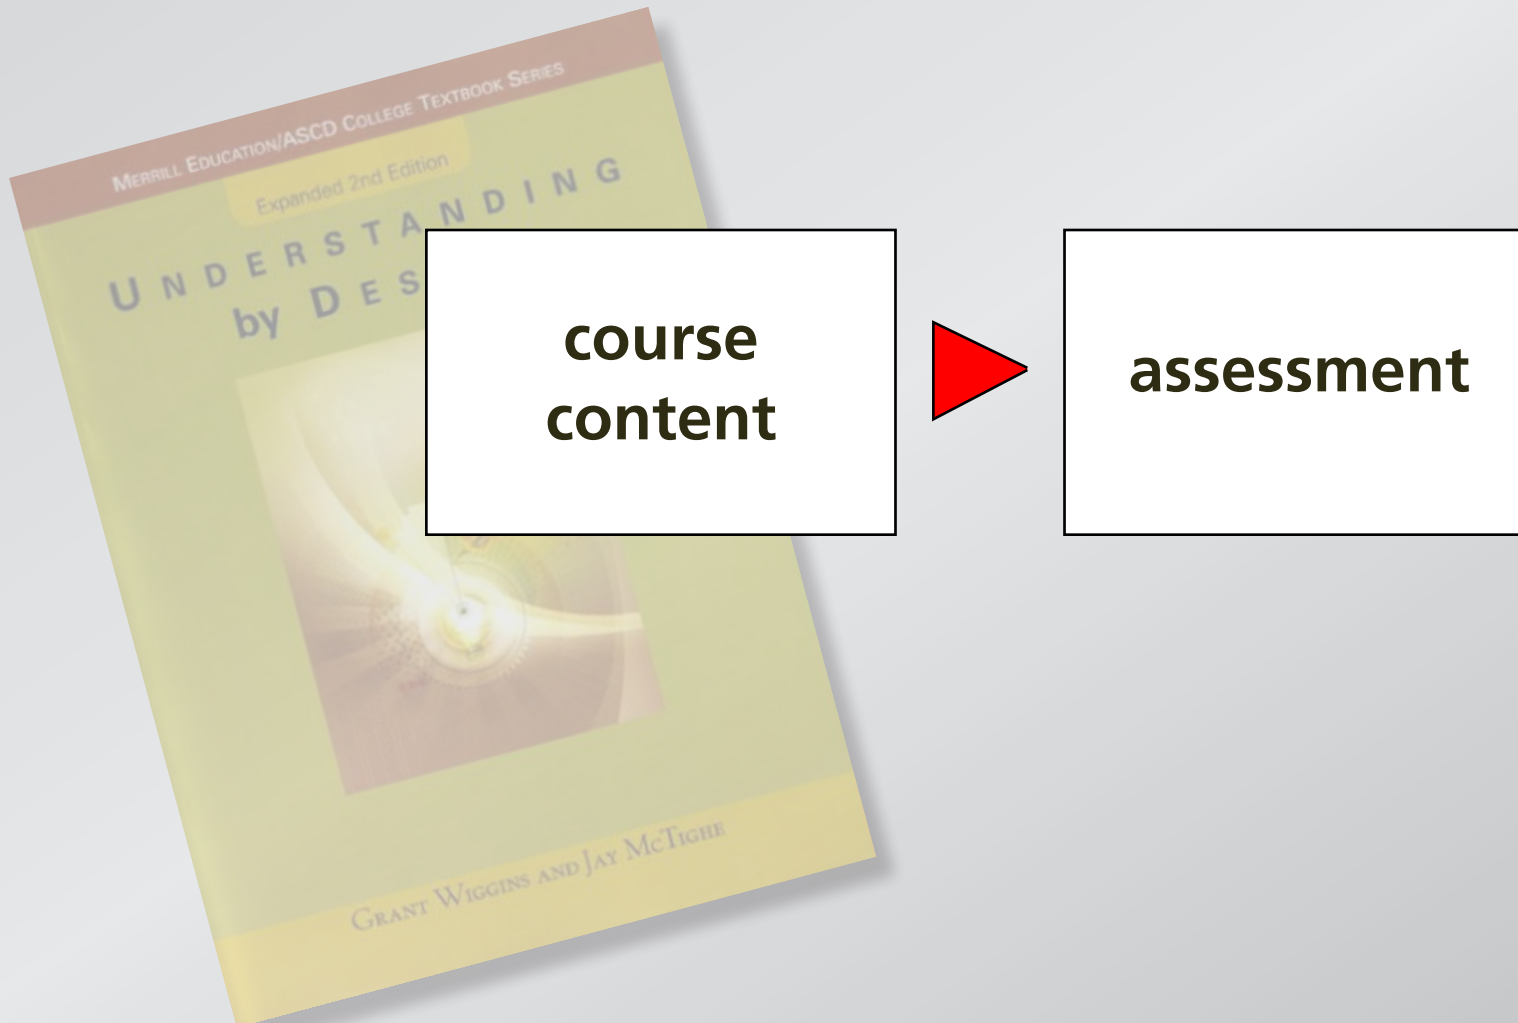 MERRILL EDUCATION/ASCD COLLEGE TEXTBOOK SERIES
Expanded 2nd Edition
UNDERSTANDING
by DES
course
content
assessment
GRANT WIGGINS AND JAY MCTIGHE